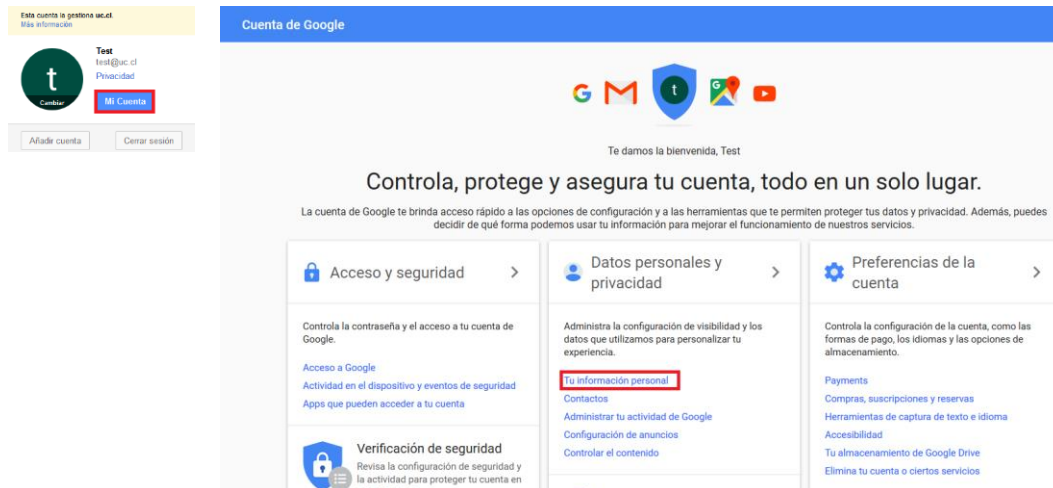 Esta cuenta la gestiona uc.cl.
Más información
Test
test@uc.cl
Privacidad
t
Cambiar
Mi Cuenta
Añadir cuenta
Cerrar sesión
Cuenta de Google
G
t
G
Te damos la bienvenida, Test
Controla, protege y asegura tu cuenta, todo en un solo lugar.
La cuenta de Google te brinda acceso rápido a las opciones de configuración y a las herramientas que te permiten proteger tus datos y privacidad. Además, puedes
decidir de qué forma podemos usar tu información para mejorar el funcionamiento de nuestros servicios.
Acceso y seguridad
Controla la contraseña y el acceso a tu cuenta de
Google.
Acceso a Google
Actividad en el dispositivo y eventos de seguridad
Apps que pueden acceder a tu cuenta
Verificación de seguridad
Revisa la configuración de seguridad y
la actividad para proteger tu cuenta en
Datos personales y
privacidad
Administra la configuración de visibilidad y los
datos que utilizamos para personalizar tu
experiencia.
Tu información personal
Contactos
Administrar tu actividad de Google
Configuración de anuncios
Controlar el contenido
Preferencias de la
cuenta
Controla la configuración de la cuenta, como las
formas de pago, los idiomas y las opciones de
almacenamiento.
Payments
Compras, suscripciones y reservas
Herramientas de captura de texto e idioma
Accesibilidad
Tu almacenamiento de Google Drive
Elimina tu cuenta o ciertos servicios